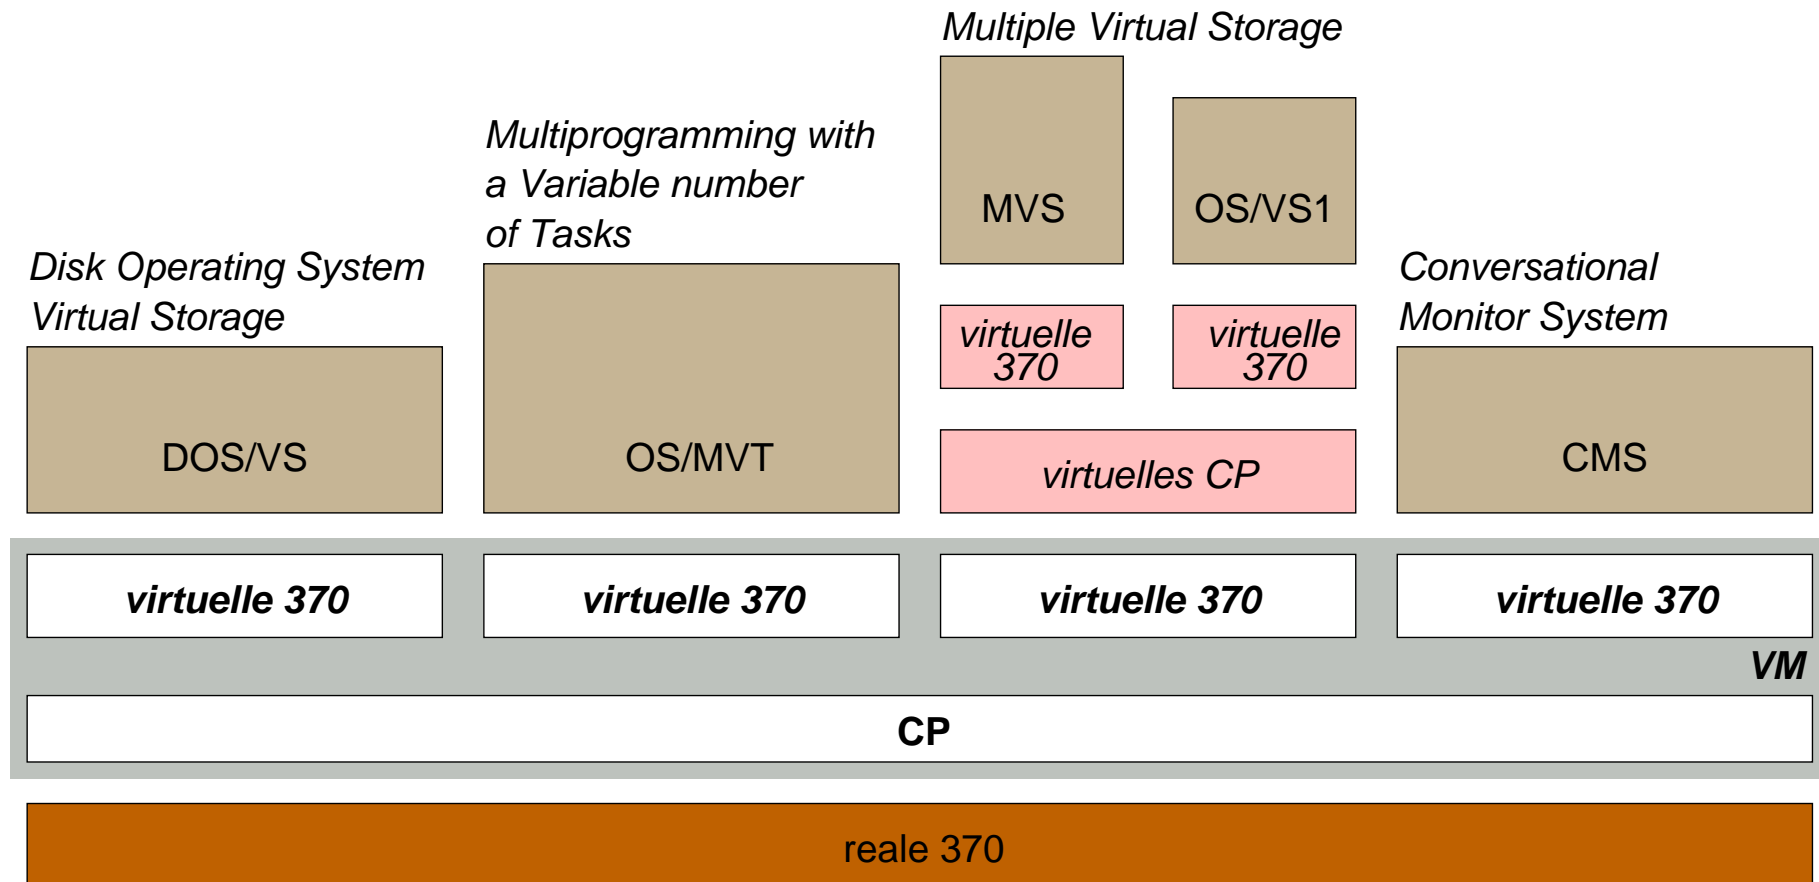 Multiple Virtual Storage
Multiprogramming with
a Variable number
of Tasks
MVS
OS/VS1
Disk Operating System
Virtual Storage
Conversational
Monitor System
virtuelle
370
virtuelle
370
DOS/VS
OS/MVT
virtuelles CP
CMS
virtuelle 370
virtuelle 370
virtuelle 370
virtuelle 370
VM
CP
reale 370